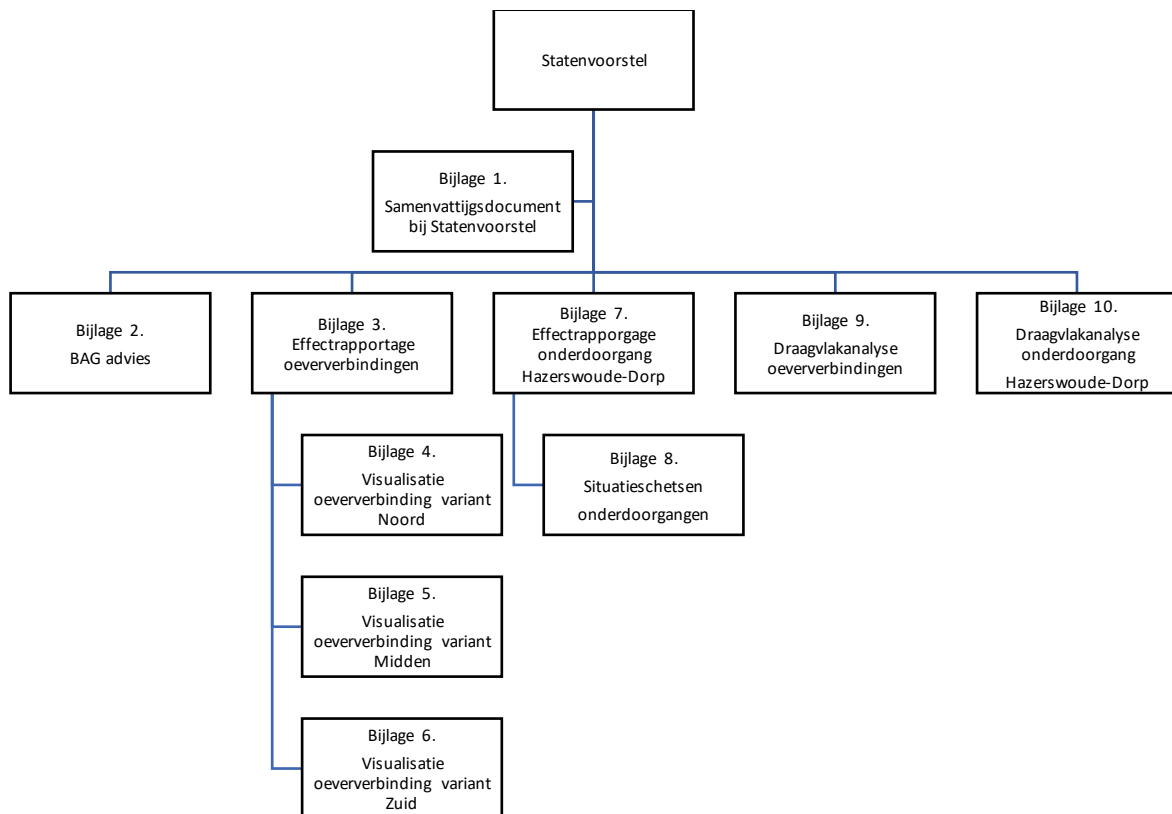 Statenvoorstel
Bijlage 1.
Samenvattijgsdocument
bij Statenvoorstel
Bijlage 2.
BAG advies
Bijlage 3.
Effectrapportage
oeververbindingen
Bijlage 7.
Effectrapporgage
onderdoorgang
Hazerswoude-Dorp
Bijlage 9.
Draagvlakanalyse
oeververbindingen
Bijlage 10.
Draagvlakanalyse
onderdoorgang
Hazerswoude-Dorp
Bijlage 4.
Visualisatie
oeververbinding variant
Noord
Bijlage 8.
Situatieschetsen
onderdoorgangen
Bijlage 5.
Visualisatie
oeververbinding variant
Midden
Bijlage 6.
Visualisatie
oeververbinding variant
Zuid